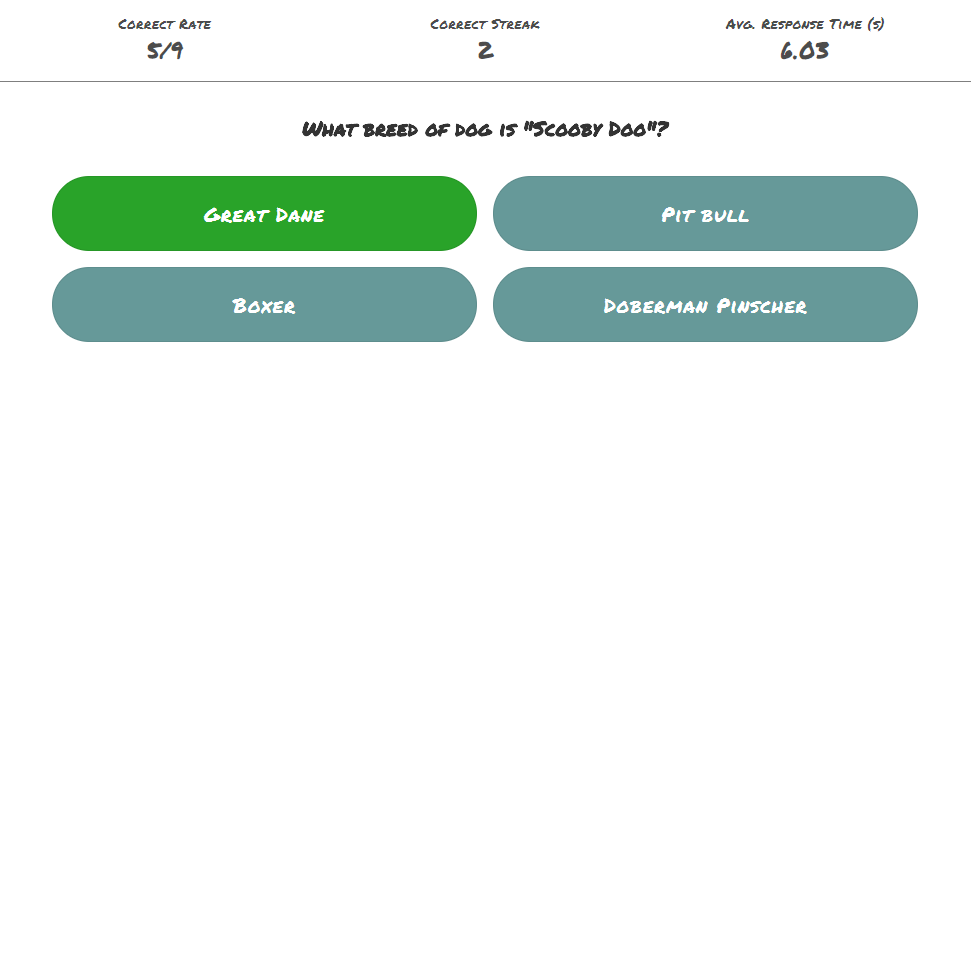 Correct Rate
5/9
Correct Streak
2
Avg. Response Time (s)
6.03
What breed of dog is "Scooby Doo"?
Great Dane
Pit bull
Boxer
Doberman Pinscher